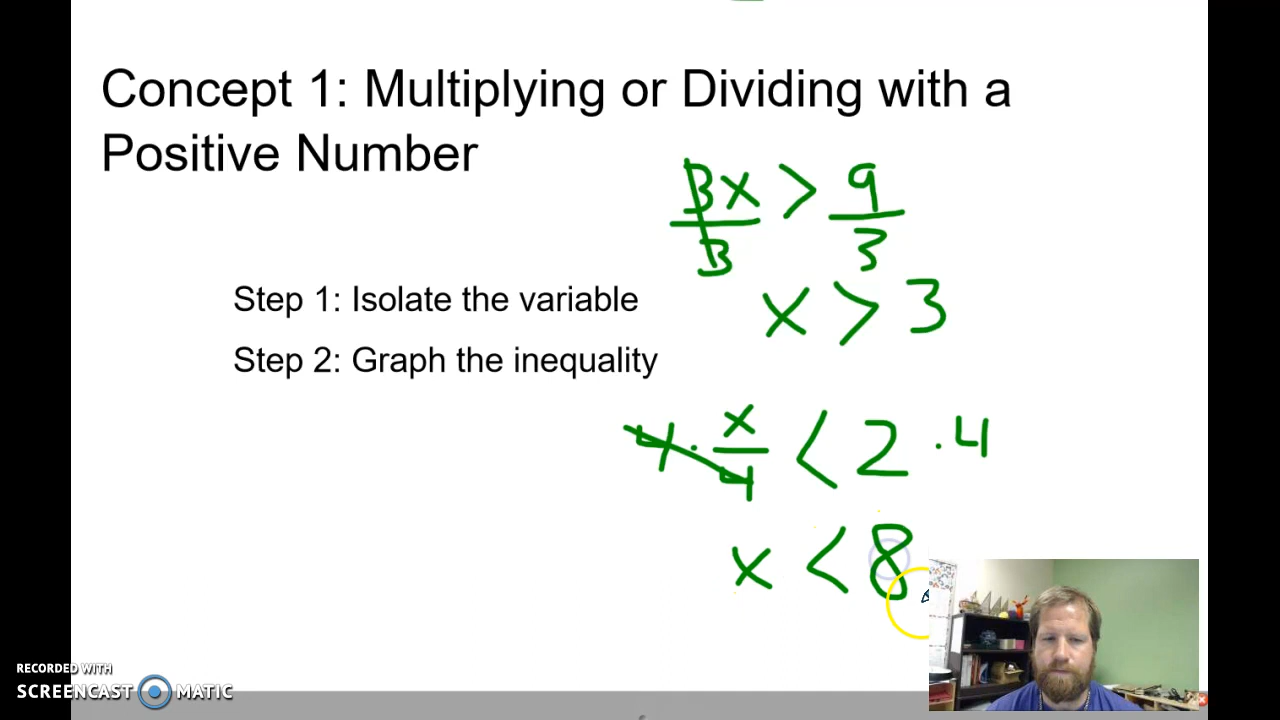 Concept 1: Multiplying or Dividing with a
Positive Number
3x > 9
3 3
x > 3
Step 1: Isolate the variable
Step 2: Graph the inequality
4 · x < 2 · 4
4
x < 8
RECORDED WITH
SCREENCAST MATIC